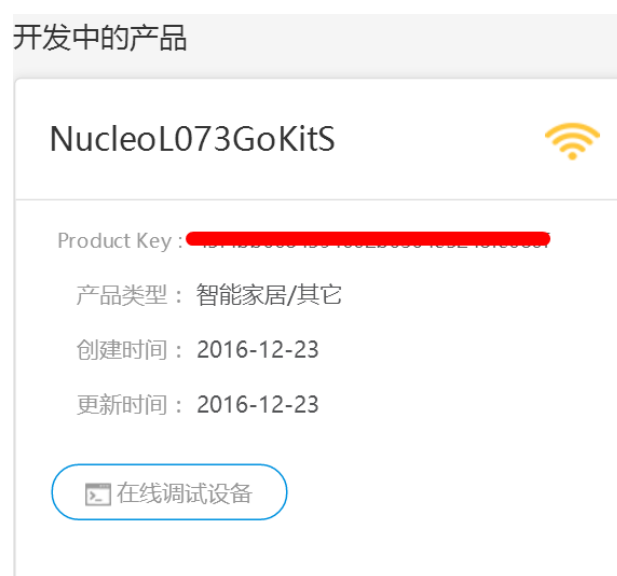 开发中的产品
NucleoL073GoKitS
Product Key :
产品类型： 智能家居/其它
创建时间： 2016-12-23
更新时间： 2016-12-23
在线调试设备